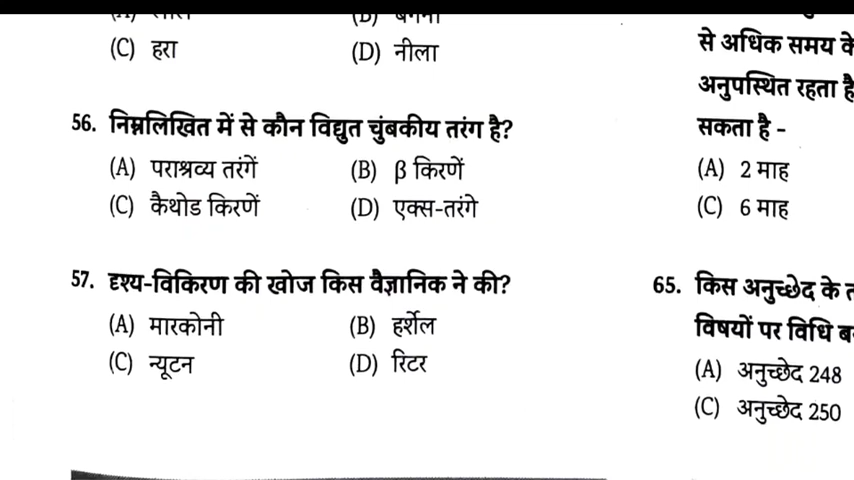 (C) हरा (D) नीला
56. निम्नलिखित में से कौन विद्युत चुंबकीय तरंग है?
(A) पराश्रव्य तरंगें (B) β किरणें
(C) कैथोड किरणें (D) एक्स-तरंगे
57. दृश्य-विकिरण की खोज किस वैज्ञानिक ने की?
(A) मारकोनी (B) हर्शेल
(C) न्यूटन (D) रिटर
से अधिक समय के
अनुपस्थित रहता है
सकता है -
(A) 2 माह
(C) 6 माह
65. किस अनुच्छेद के
विषयों पर विधि
(A) अनुच्छेद 248
(C) अनुच्छेद 250